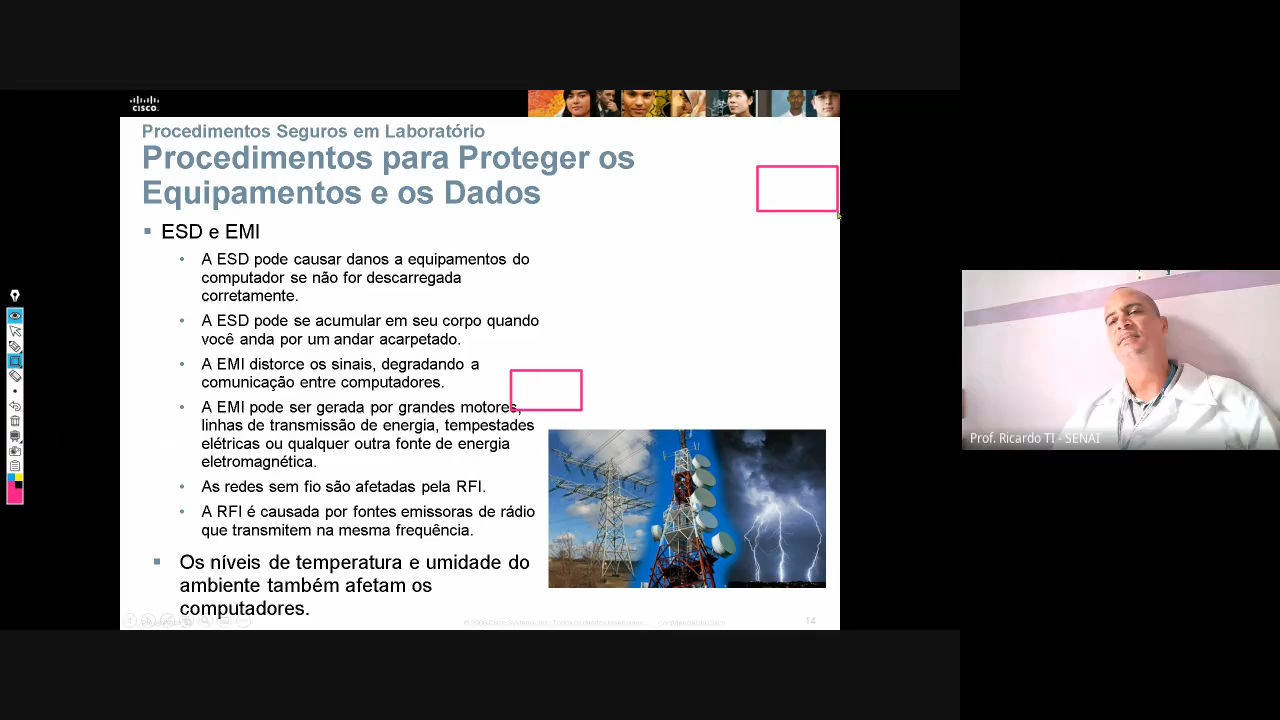 CISCO
Procedimentos Seguros em Laboratório
Procedimentos para Proteger os
Equipamentos e os Dados
ESD e EMI
A ESD pode causar danos a equipamentos do
computador se não for descarregada
corretamente.
A ESD pode se acumular em seu corpo quando
você anda por um andar acarpetado.
A EMI distorce os sinais, degradando a
comunicação entre computadores.
A EMI pode ser gerada por grandes motores,
linhas de transmissão de energia, tempestades
elétricas ou qualquer outra fonte de energia
eletromagnética.
As redes sem fio são afetadas pela RFI.
A RFI é causada por fontes emissoras de rádio
que transmitem na mesma frequência.
Os níveis de temperatura e umidade do
ambiente também afetam os
computadores.
14
Prof. Ricardo TI - SENAI